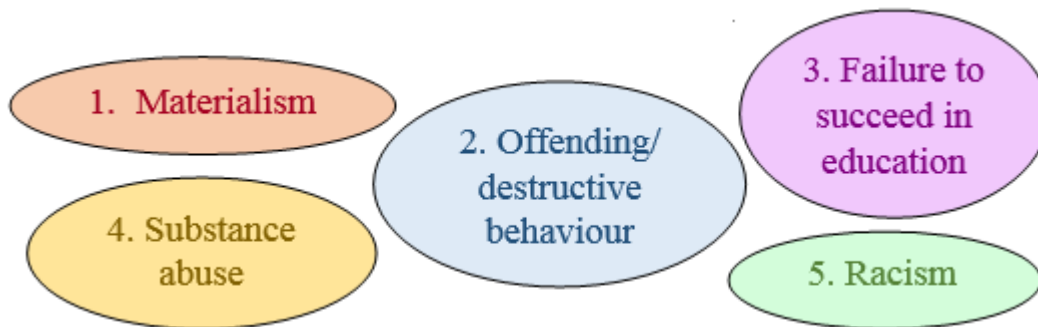 1. Materialism
2. Offending/
destructive
behaviour
3. Failure to
succeed in
education
4. Substance
abuse
5. Racism